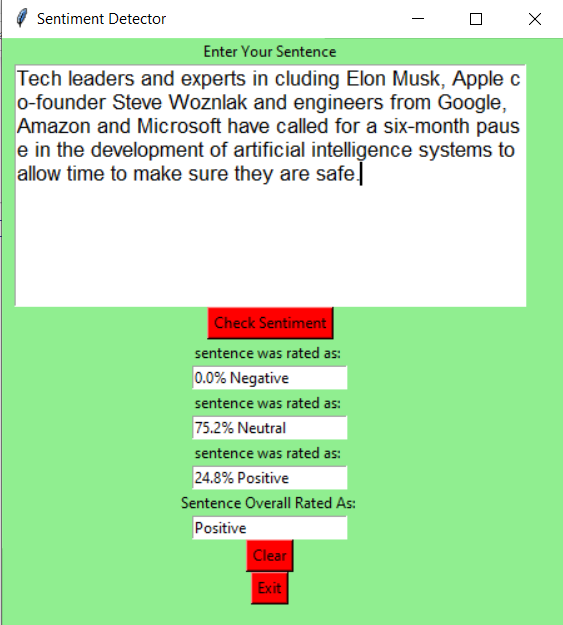 Sentiment Detector
Enter Your Sentence
Tech leaders and experts in cluding Elon Musk, Apple c
o-founder Steve Woznlak and engineers from Google,
Amazon and Microsoft have called for a six-month paus
e in the development of artificial intelligence systems to
allow time to make sure they are safe.
Check Sentiment
sentence was rated as:
0.0% Negative
sentence was rated as:
75.2% Neutral
sentence was rated as:
24.8% Positive
Sentence Overall Rated As:
Positive
Clear
Exit